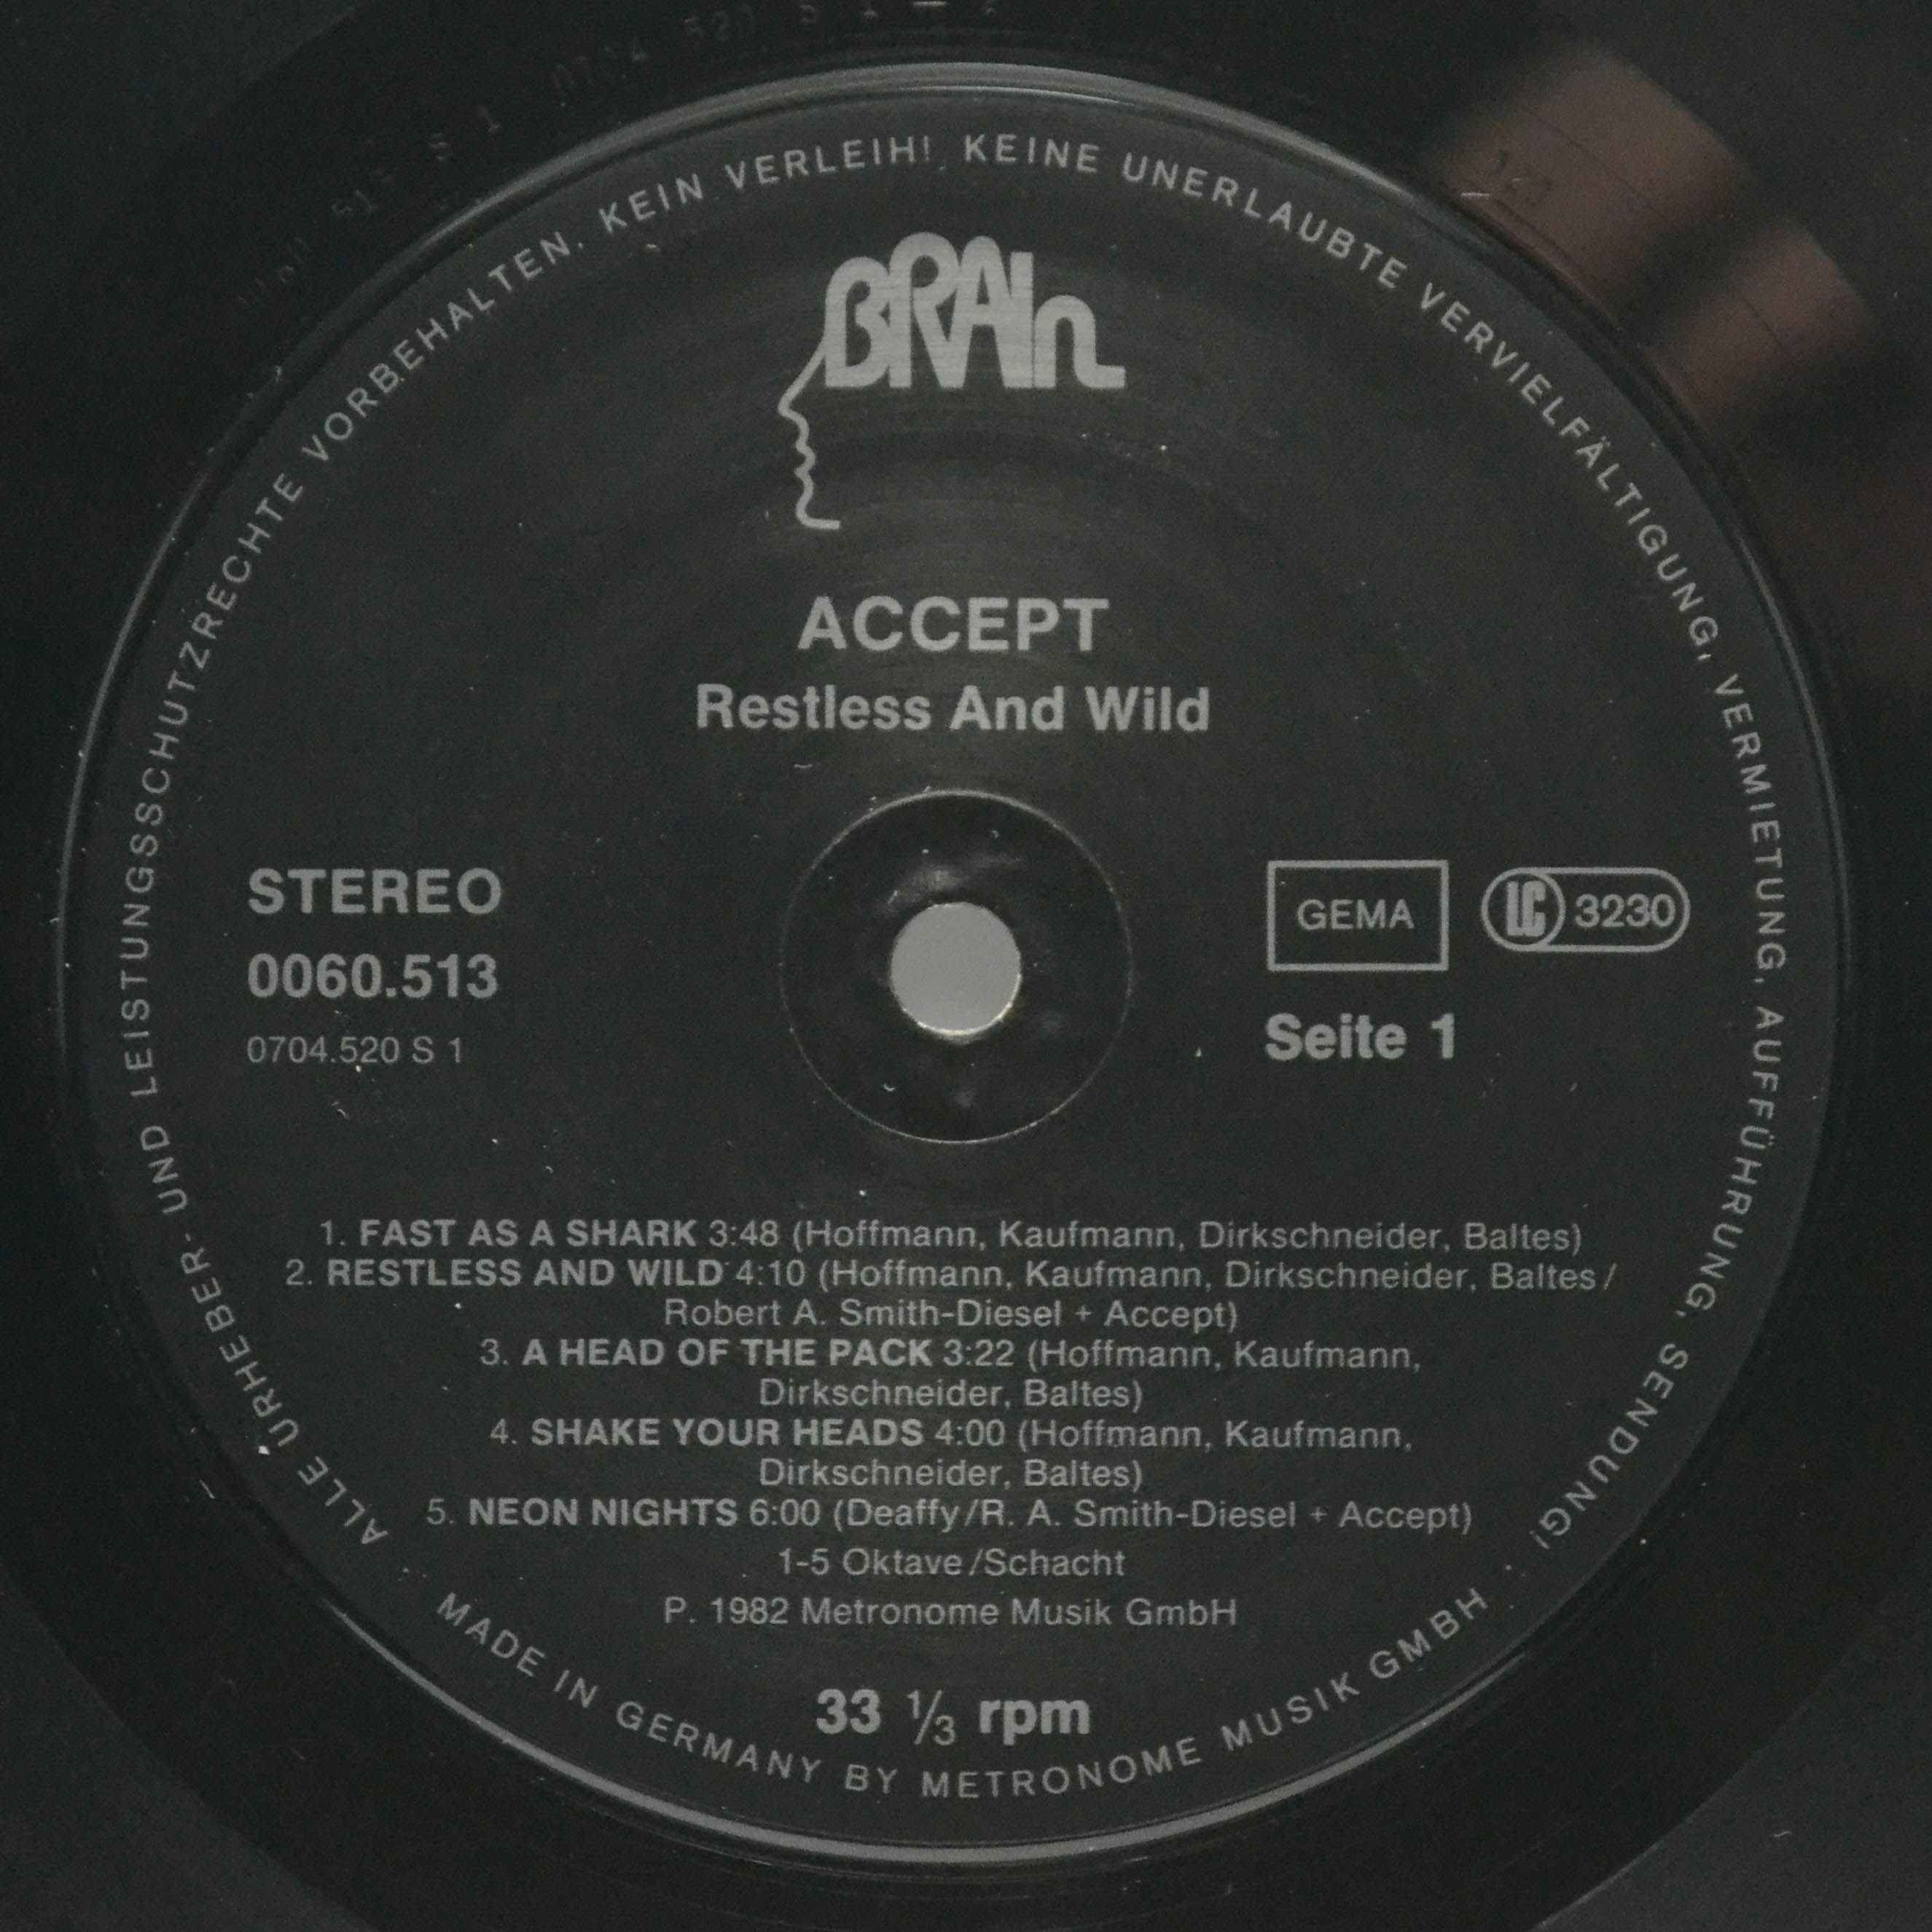 ALLE URHEBER- UND LEISTUNGSSCHUTZRECHTE VORBEHALTEN. KEIN VERLEIH! KEINE UNERLAUBTE VERVIELFÄLTIGUNG, VERMIETUNG, AUFFÜHRUNG, SENDUNG!
BRAIn
ACCEPT
Restless And Wild
STEREO
0060.513
0704.520 S 1
GEMA
LC 3230
Seite 1
1. FAST AS A SHARK 3:48 (Hoffmann, Kaufmann, Dirkschneider, Baltes)
2. RESTLESS AND WILD 4:10 (Hoffmann, Kaufmann, Dirkschneider, Baltes/
Robert A. Smith-Diesel + Accept)
3. A HEAD OF THE PACK 3:22 (Hoffmann, Kaufmann,
Dirkschneider, Baltes)
4. SHAKE YOUR HEADS 4:00 (Hoffmann, Kaufmann,
Dirkschneider, Baltes)
5. NEON NIGHTS 6:00 (Deaffy/R. A. Smith-Diesel + Accept)
1-5 Oktave/Schacht
P. 1982 Metronome Musik GmbH
33 1/3 rpm
MADE IN GERMANY BY METRONOME MUSIK GMBH